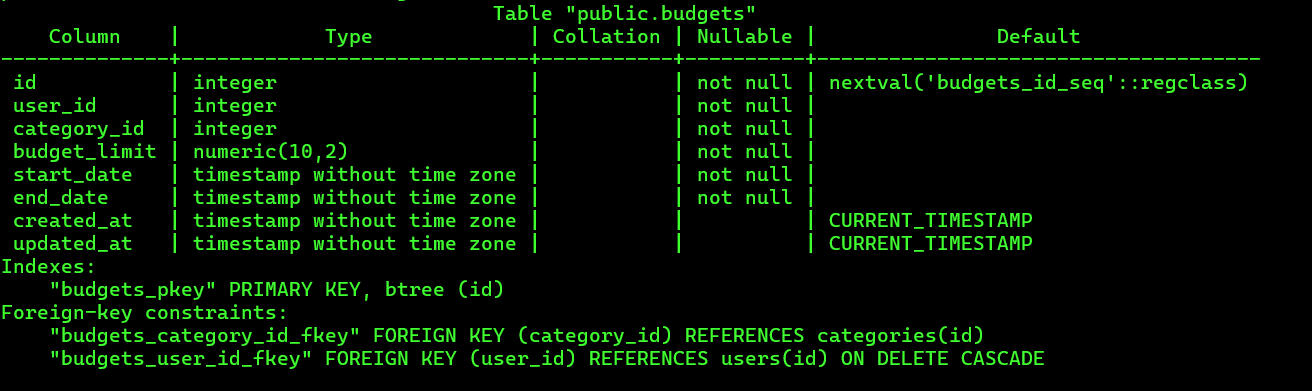 Table "public.budgets"
Column | Type | Collation | Nullable | Default
--------------+-----------------------------+-----------+----------+-------------------------------------
id | integer | | not null | nextval('budgets_id_seq'::regclass)
user_id | integer | | not null |
category_id | integer | | not null |
budget_limit | numeric(10,2) | | not null |
start_date | timestamp without time zone | | not null |
end_date | timestamp without time zone | | not null |
created_at | timestamp without time zone | | | CURRENT_TIMESTAMP
updated_at | timestamp without time zone | | | CURRENT_TIMESTAMP
Indexes:
"budgets_pkey" PRIMARY KEY, btree (id)
Foreign-key constraints:
"budgets_category_id_fkey" FOREIGN KEY (category_id) REFERENCES categories(id)
"budgets_user_id_fkey" FOREIGN KEY (user_id) REFERENCES users(id) ON DELETE CASCADE